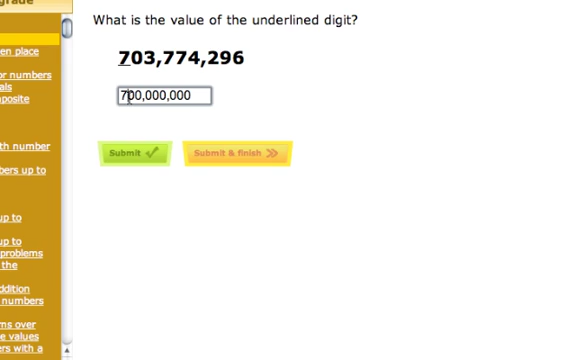 grade
What is the value of the underlined digit?
en place
703,774,296
or numbers
als
posite
700,000,000
th number
Submit
Submit & finish
bers up to
up to
up to
problems
the
ddition
numbers
ms over
e values
ers with a